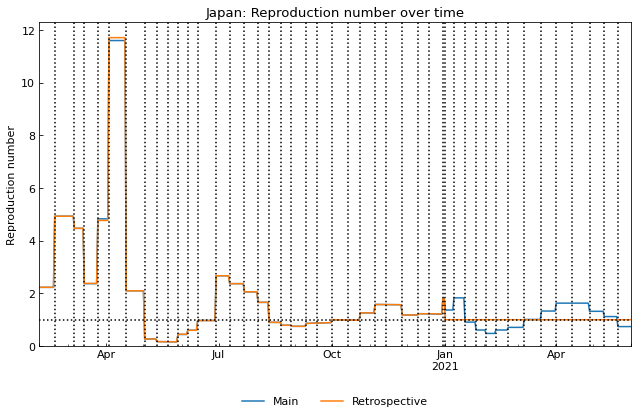 Japan: Reproduction number over time
Reproduction number
12
10
8
6
4
2
0
Apr
Jul
Oct
Jan
2021
Apr
Main
Retrospective